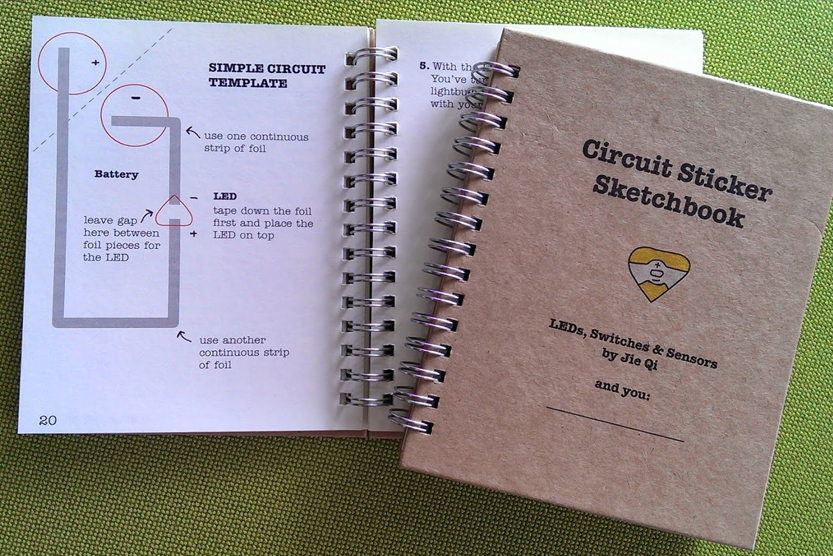 +
-
SIMPLE CIRCUIT
TEMPLATE
use one continuous
strip of foil
Battery
-
LED
tape down the foil
first and place the
LED on top
+
leave gap
here between
foil pieces for
the LED
use another
continuous strip
of foil
20
5. With the
You've
lightbulb
with your
Circuit Sticker
Sketchbook
+
-
LEDs, Switches & Sensors
by Jie Qi
and you: